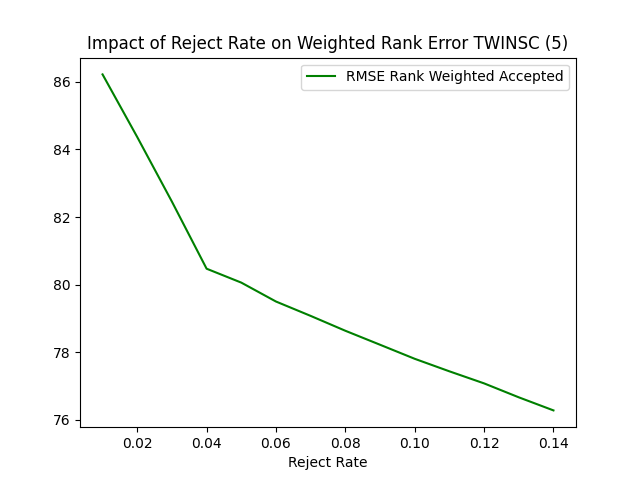 Impact of Reject Rate on Weighted Rank Error TWINSC (5)
RMSE Rank Weighted Accepted
86
84
82
80
78
76
0.02 0.04 0.06 0.08 0.10 0.12 0.14
Reject Rate